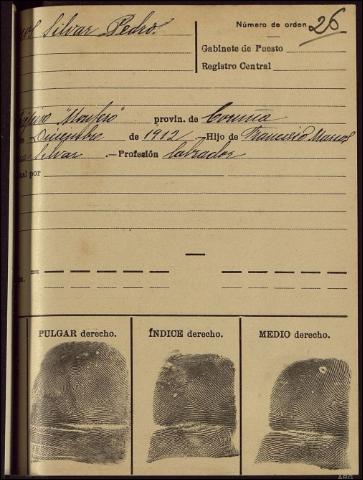 Silvar Pedro.
Número de orden 26
Gabinete de Puesto
Registro Central
provin. de Coruña
Diciembre de 1912 - Hijo de Francisco
Silvar .- Profesión labrador
por
PULGAR derecho. ÍNDICE derecho. MEDIO derecho.